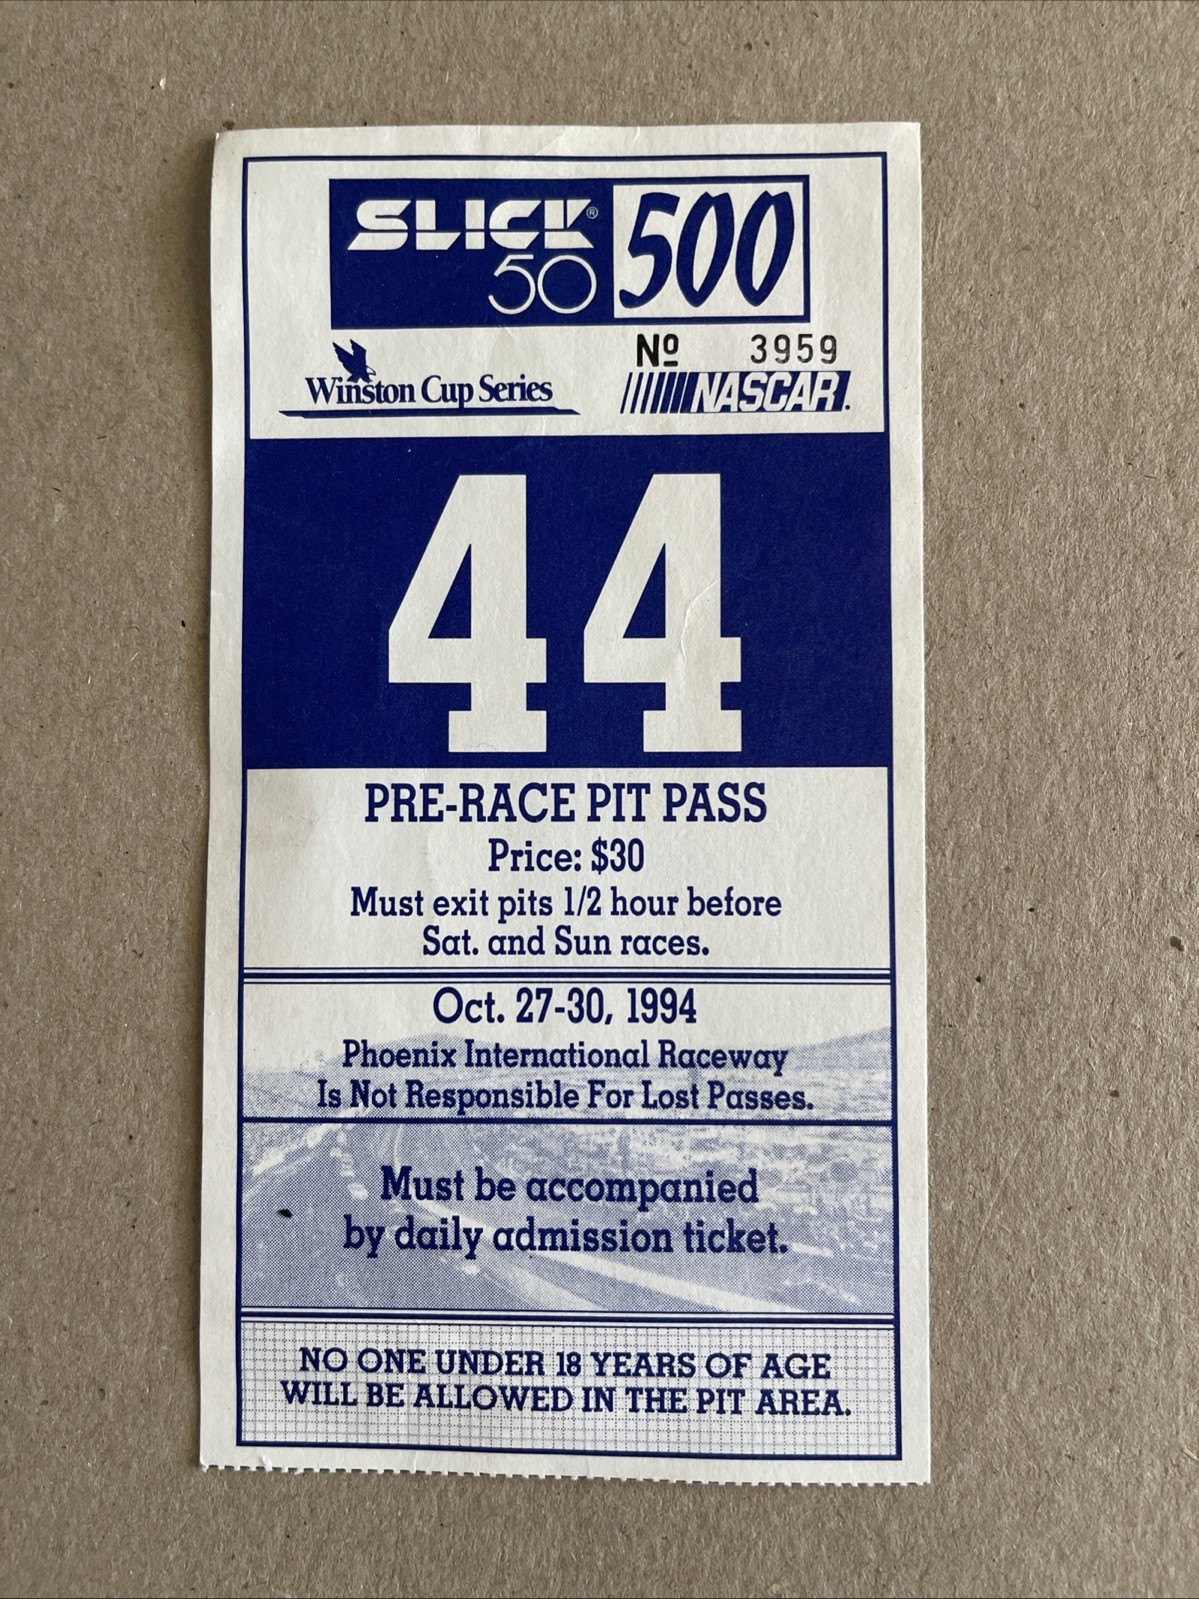 SLICK® 500
50
Nº 3959
Winston Cup Series NASCAR.
44
PRE-RACE PIT PASS
Price: $30
Must exit pits 1/2 hour before
Sat. and Sun races.
Oct. 27-30, 1994
Phoenix International Raceway
Is Not Responsible For Lost Passes.
Must be accompanied
by daily admission ticket.
NO ONE UNDER 18 YEARS OF AGE
WILL BE ALLOWED IN THE PIT AREA.